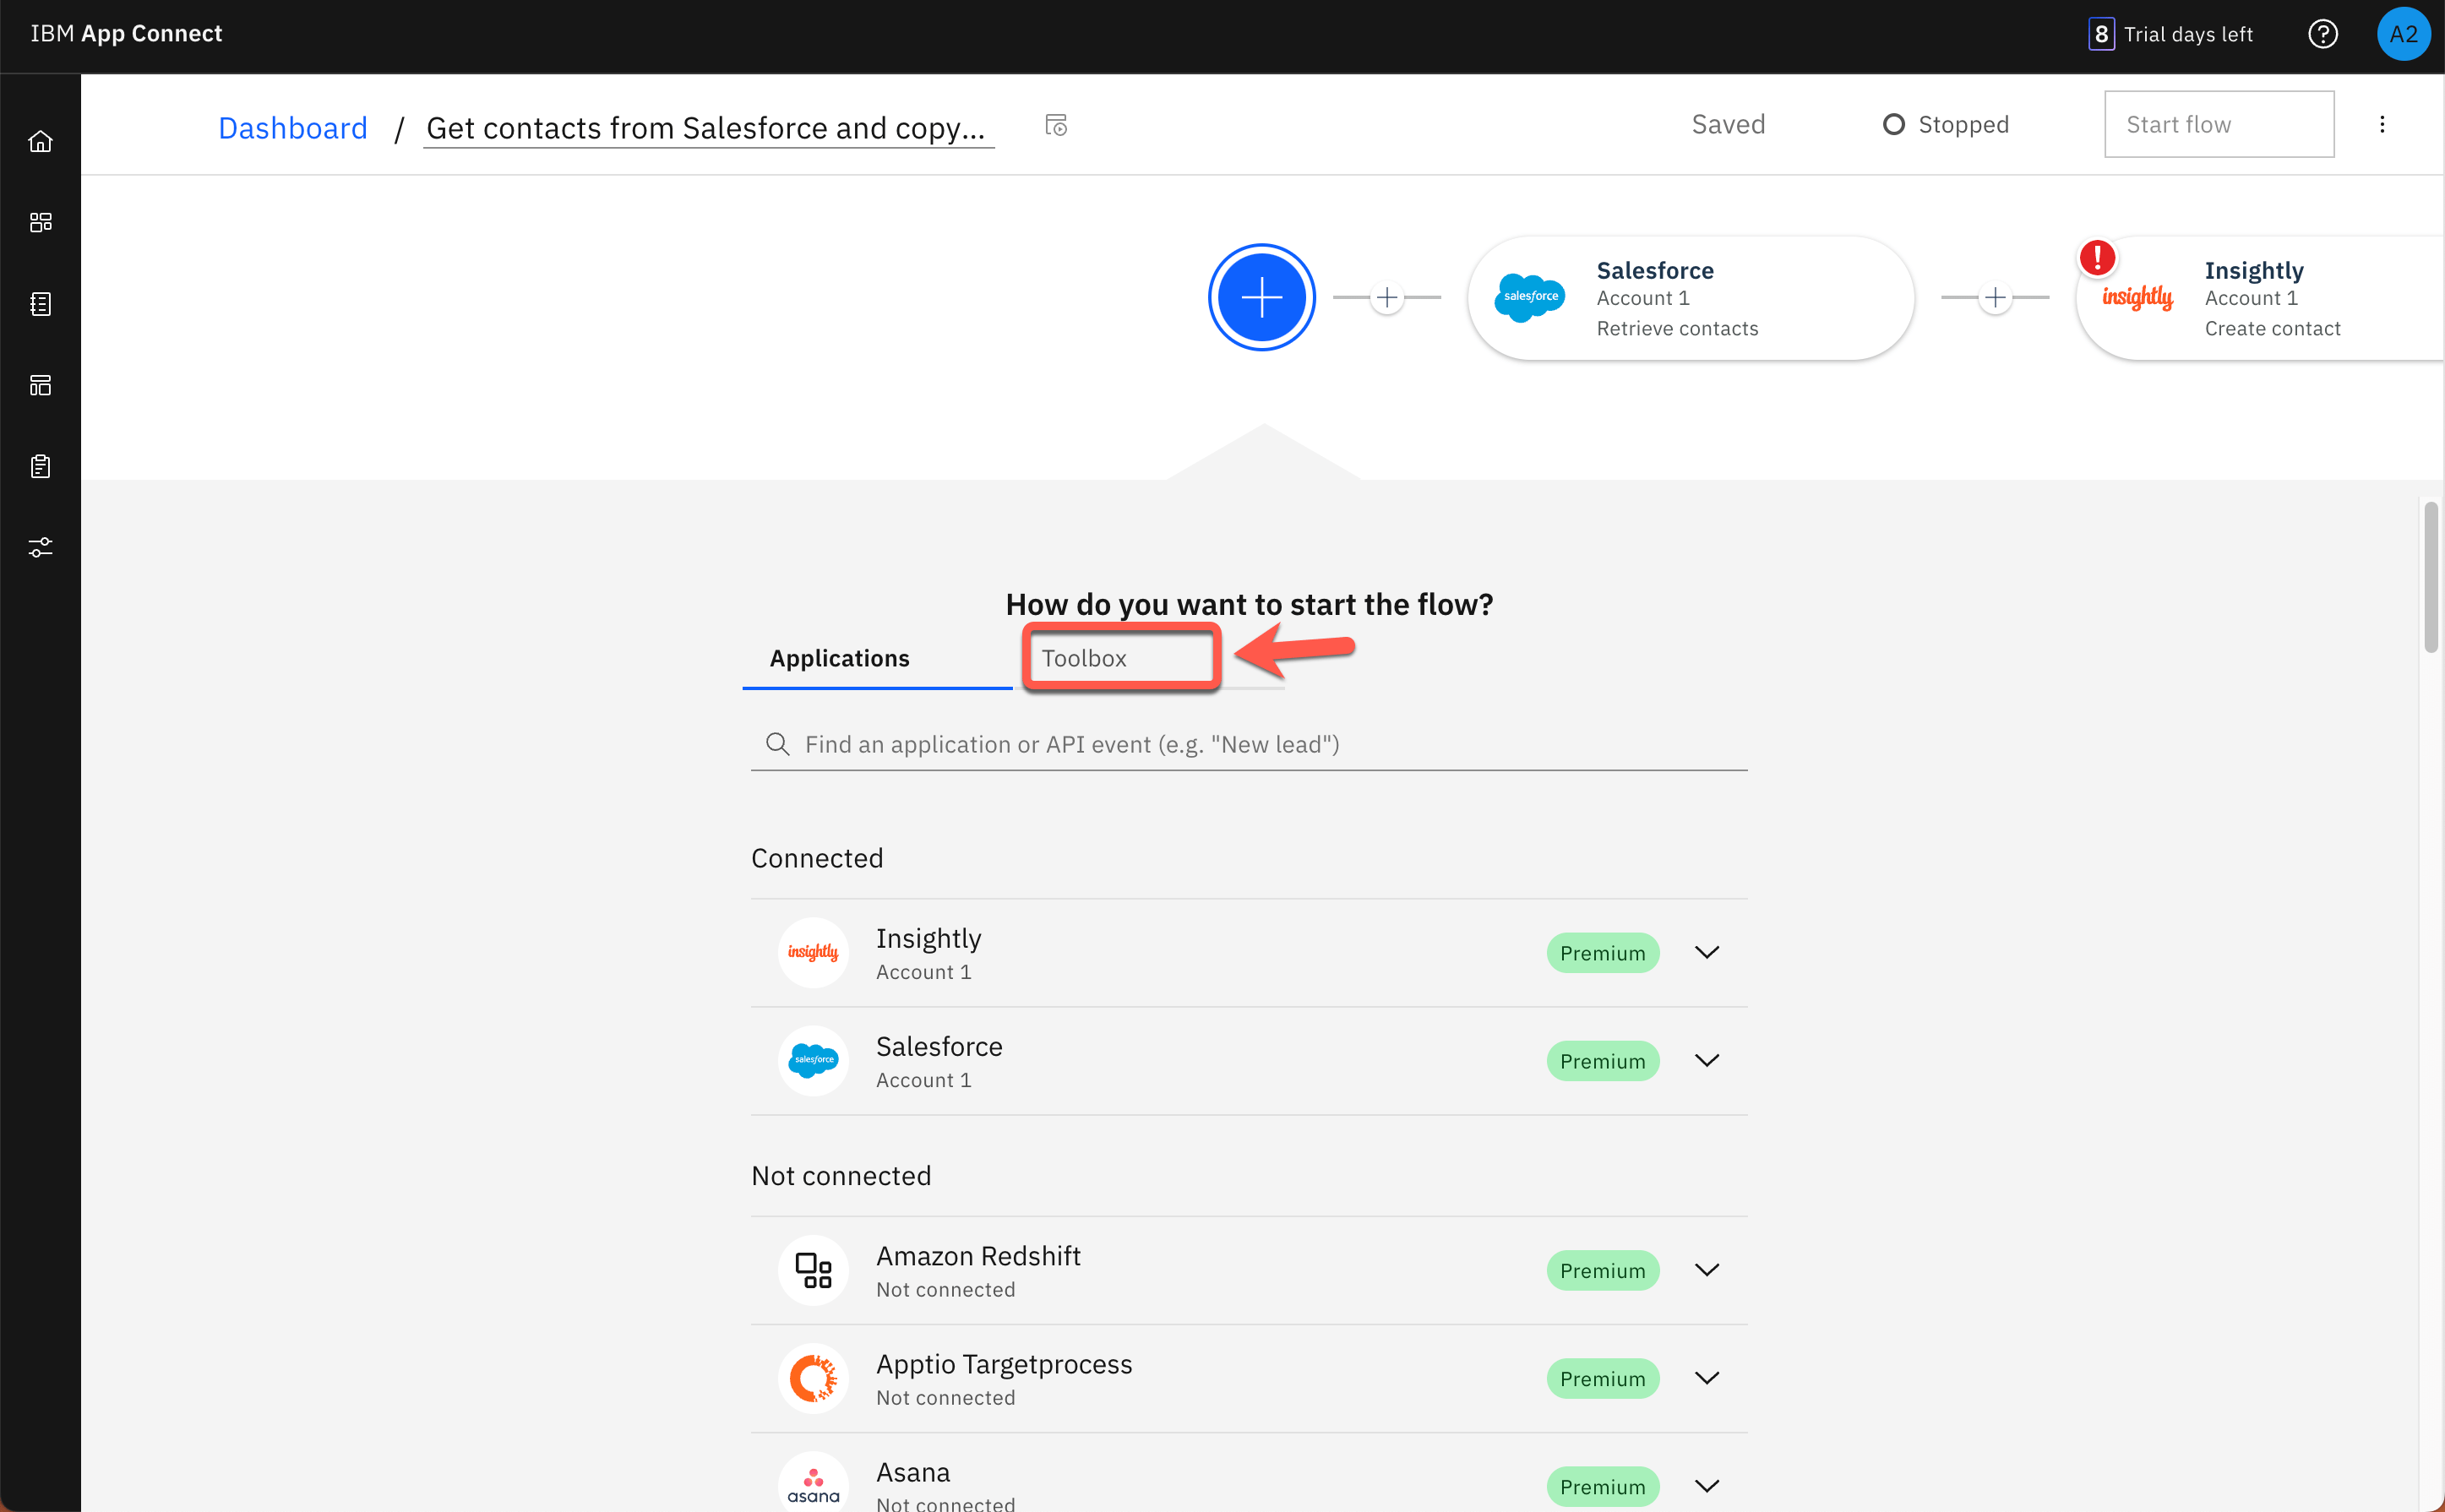 IBM App Connect
8 Trial days left
A2
Dashboard / Get contacts from Salesforce and copy...
Saved
Stopped
Start flow
salesforce
Salesforce
Account 1
Retrieve contacts
!
insightly
Insightly
Account 1
Create contact
How do you want to start the flow?
Applications
Toolbox
Find an application or API event (e.g. "New lead")
Connected
insightly
Insightly
Account 1
Premium
salesforce
Salesforce
Account 1
Premium
Not connected
Amazon Redshift
Not connected
Premium
Apptio Targetprocess
Not connected
Premium
asana
Asana
Not connected
Premium